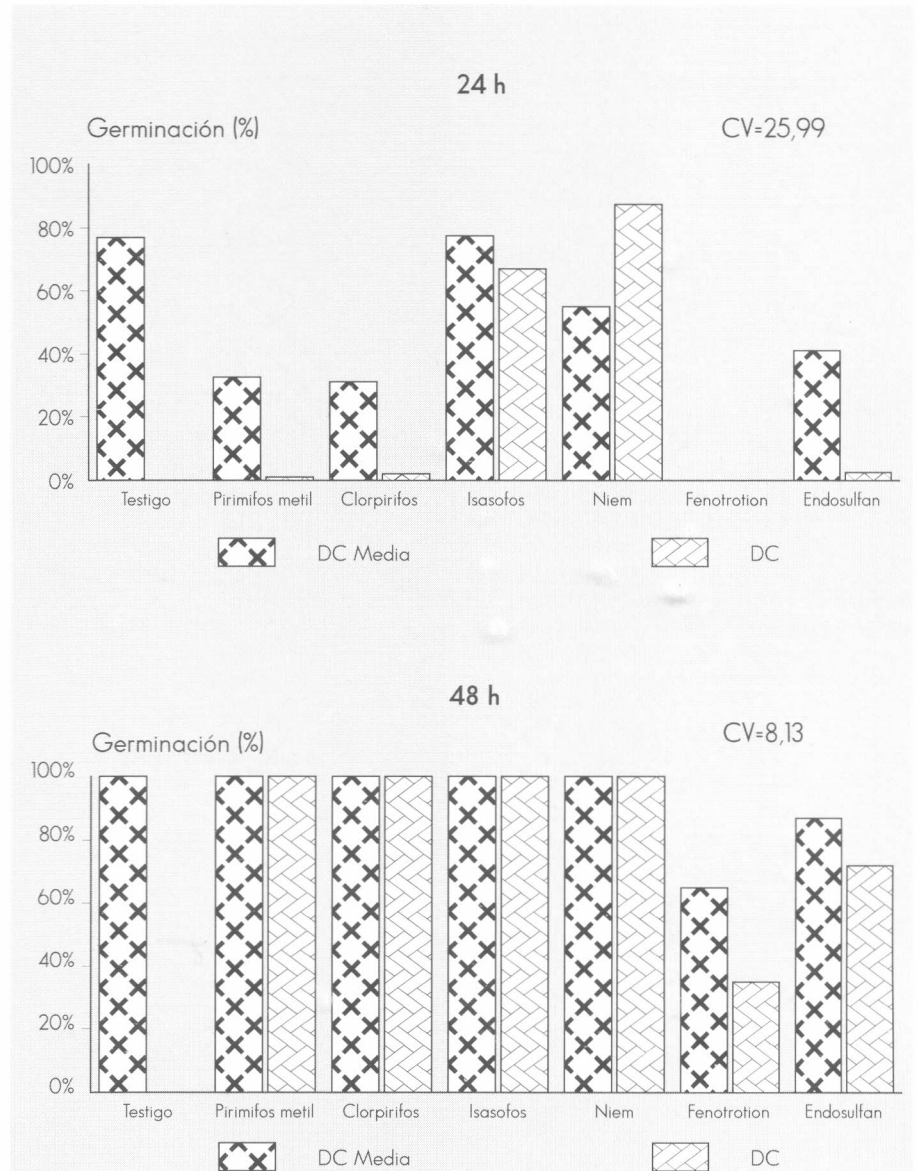 24 h
Germinación (%)
CV=25,99
100%
80%
60%
40%
20%
0%
Testigo Pirimifos metil Clorpirifos Isasofos Niem Fenotrotion Endosulfan
DC Media DC
48 h
Germinación (%)
CV=8,13
100%
80%
60%
40%
20%
0%
Testigo Pirimifos metil Clorpirifos Isasofos Niem Fenotrotion Endosulfan
DC Media DC